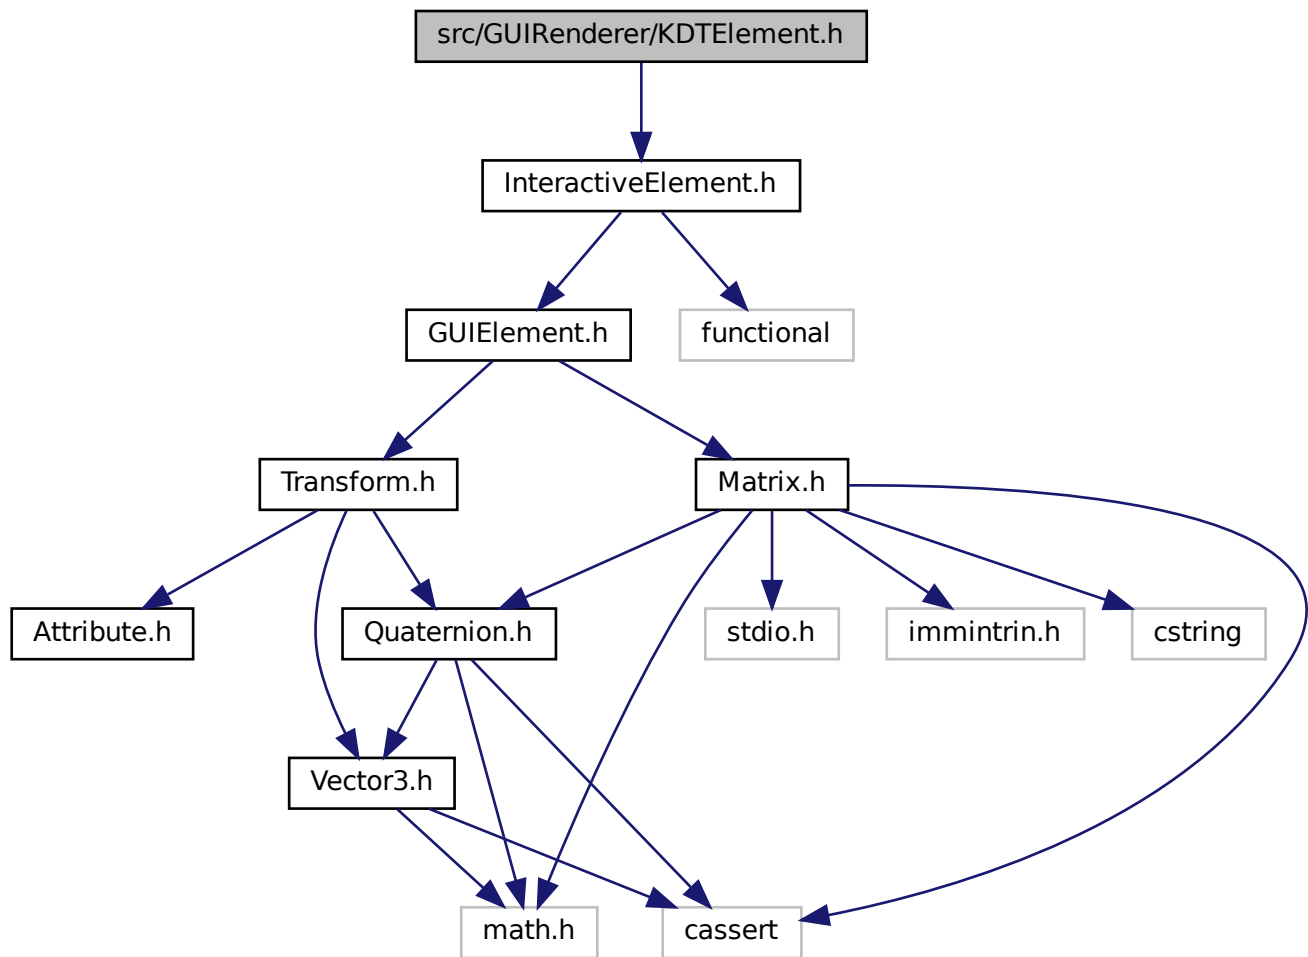 src/GUIRenderer/KDTElement.h
InteractiveElement.h
GUIElement.h
functional
Transform.h
Matrix.h
Attribute.h
Quaternion.h
stdio.h
immintrin.h
cstring
Vector3.h
math.h
cassert